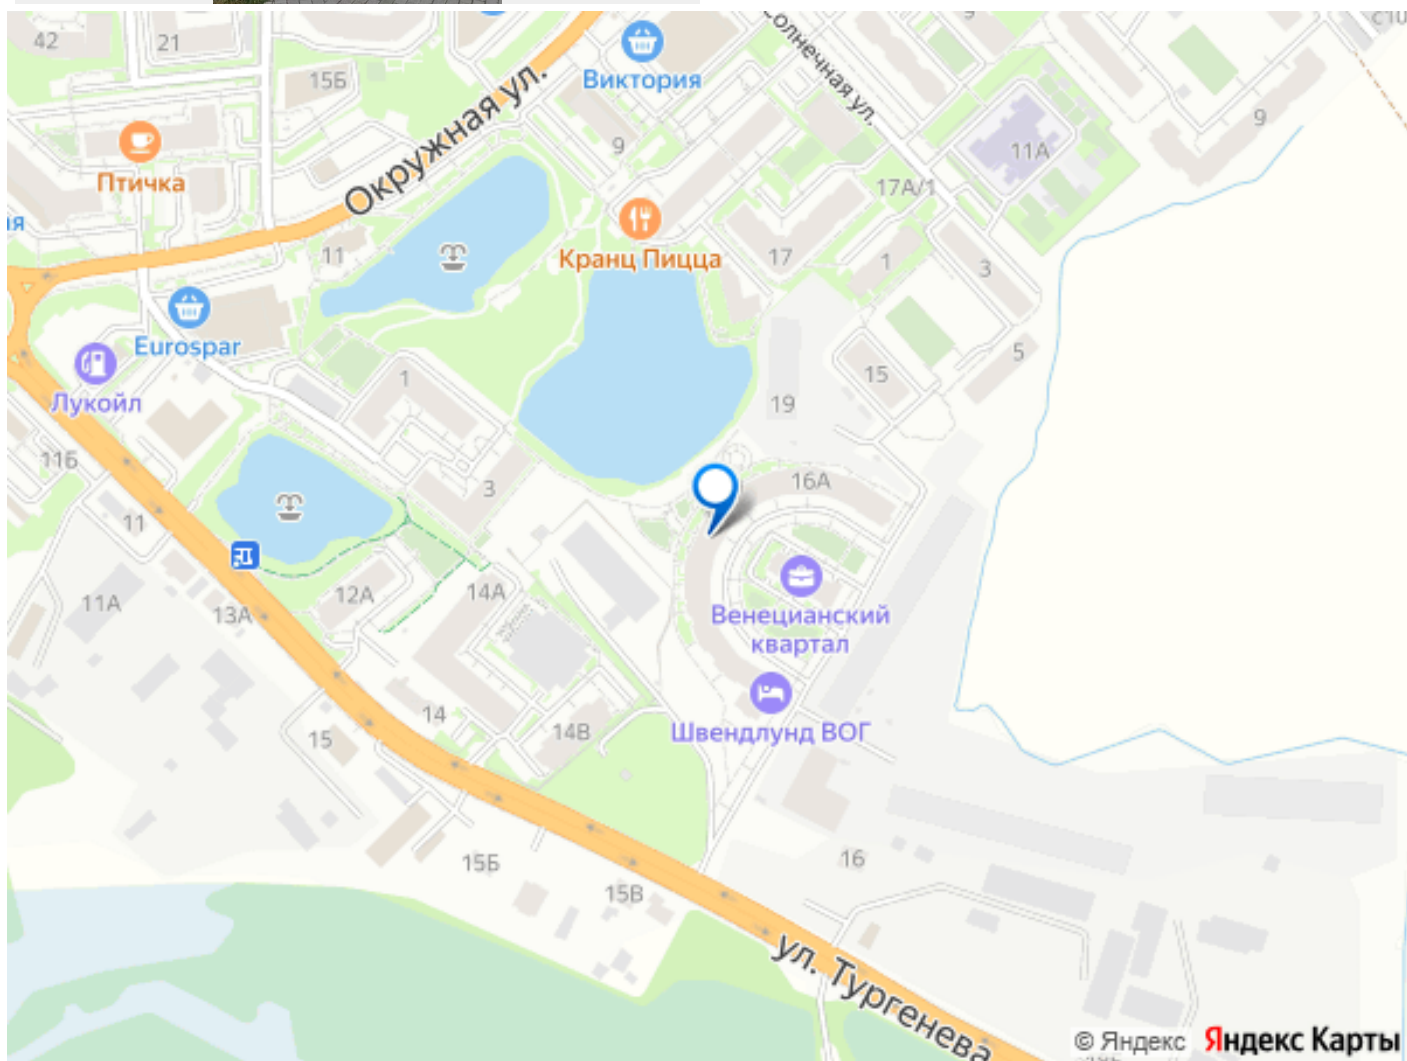 42
21
15Б
Виктория
Солнечная ул.
9
9
11А
Окружная ул.
9
Птичка
17А/1
ая
11
Кранц Пицца
17
1
3
Eurospar
5
1
15
Лукойл
19
11Б
3
16А
11
12А
14А
11А
13А
Венецианский
квартал
14
15
14В
Швендлунд ВОГ
15Б
16
15В
ул. Тургенева
© Яндекс
Яндекс Карты